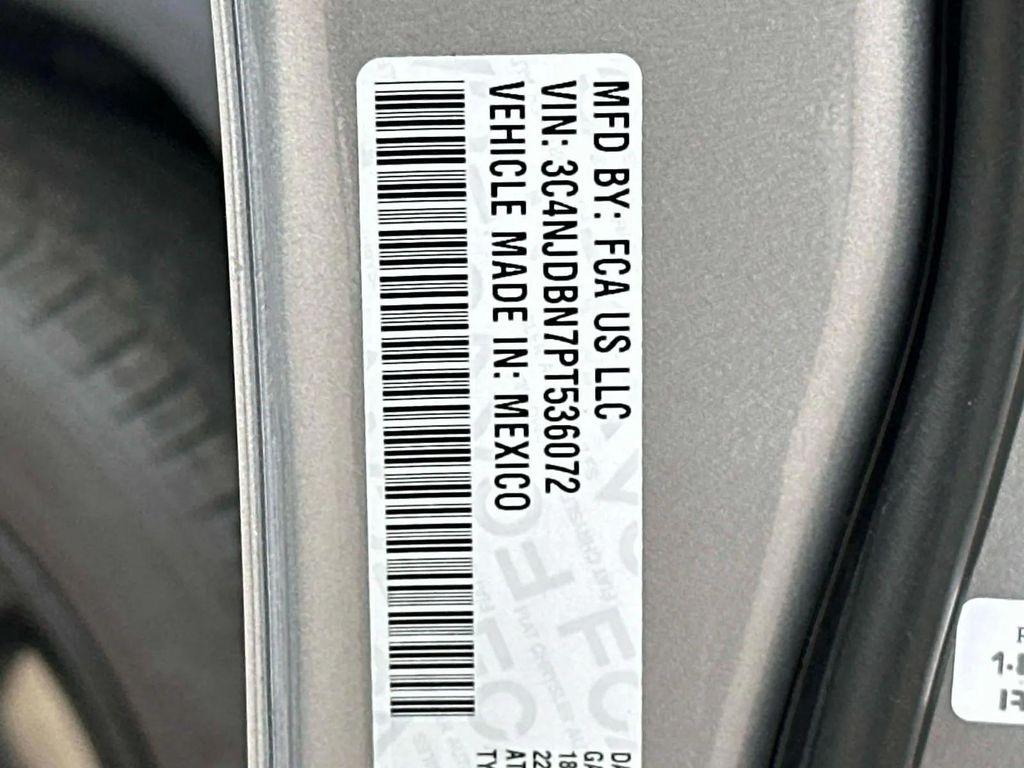 MFD BY: FCA US LLC
VIN: 3C4NJDBN7PT536072
VEHICLE MADE IN: MEXICO